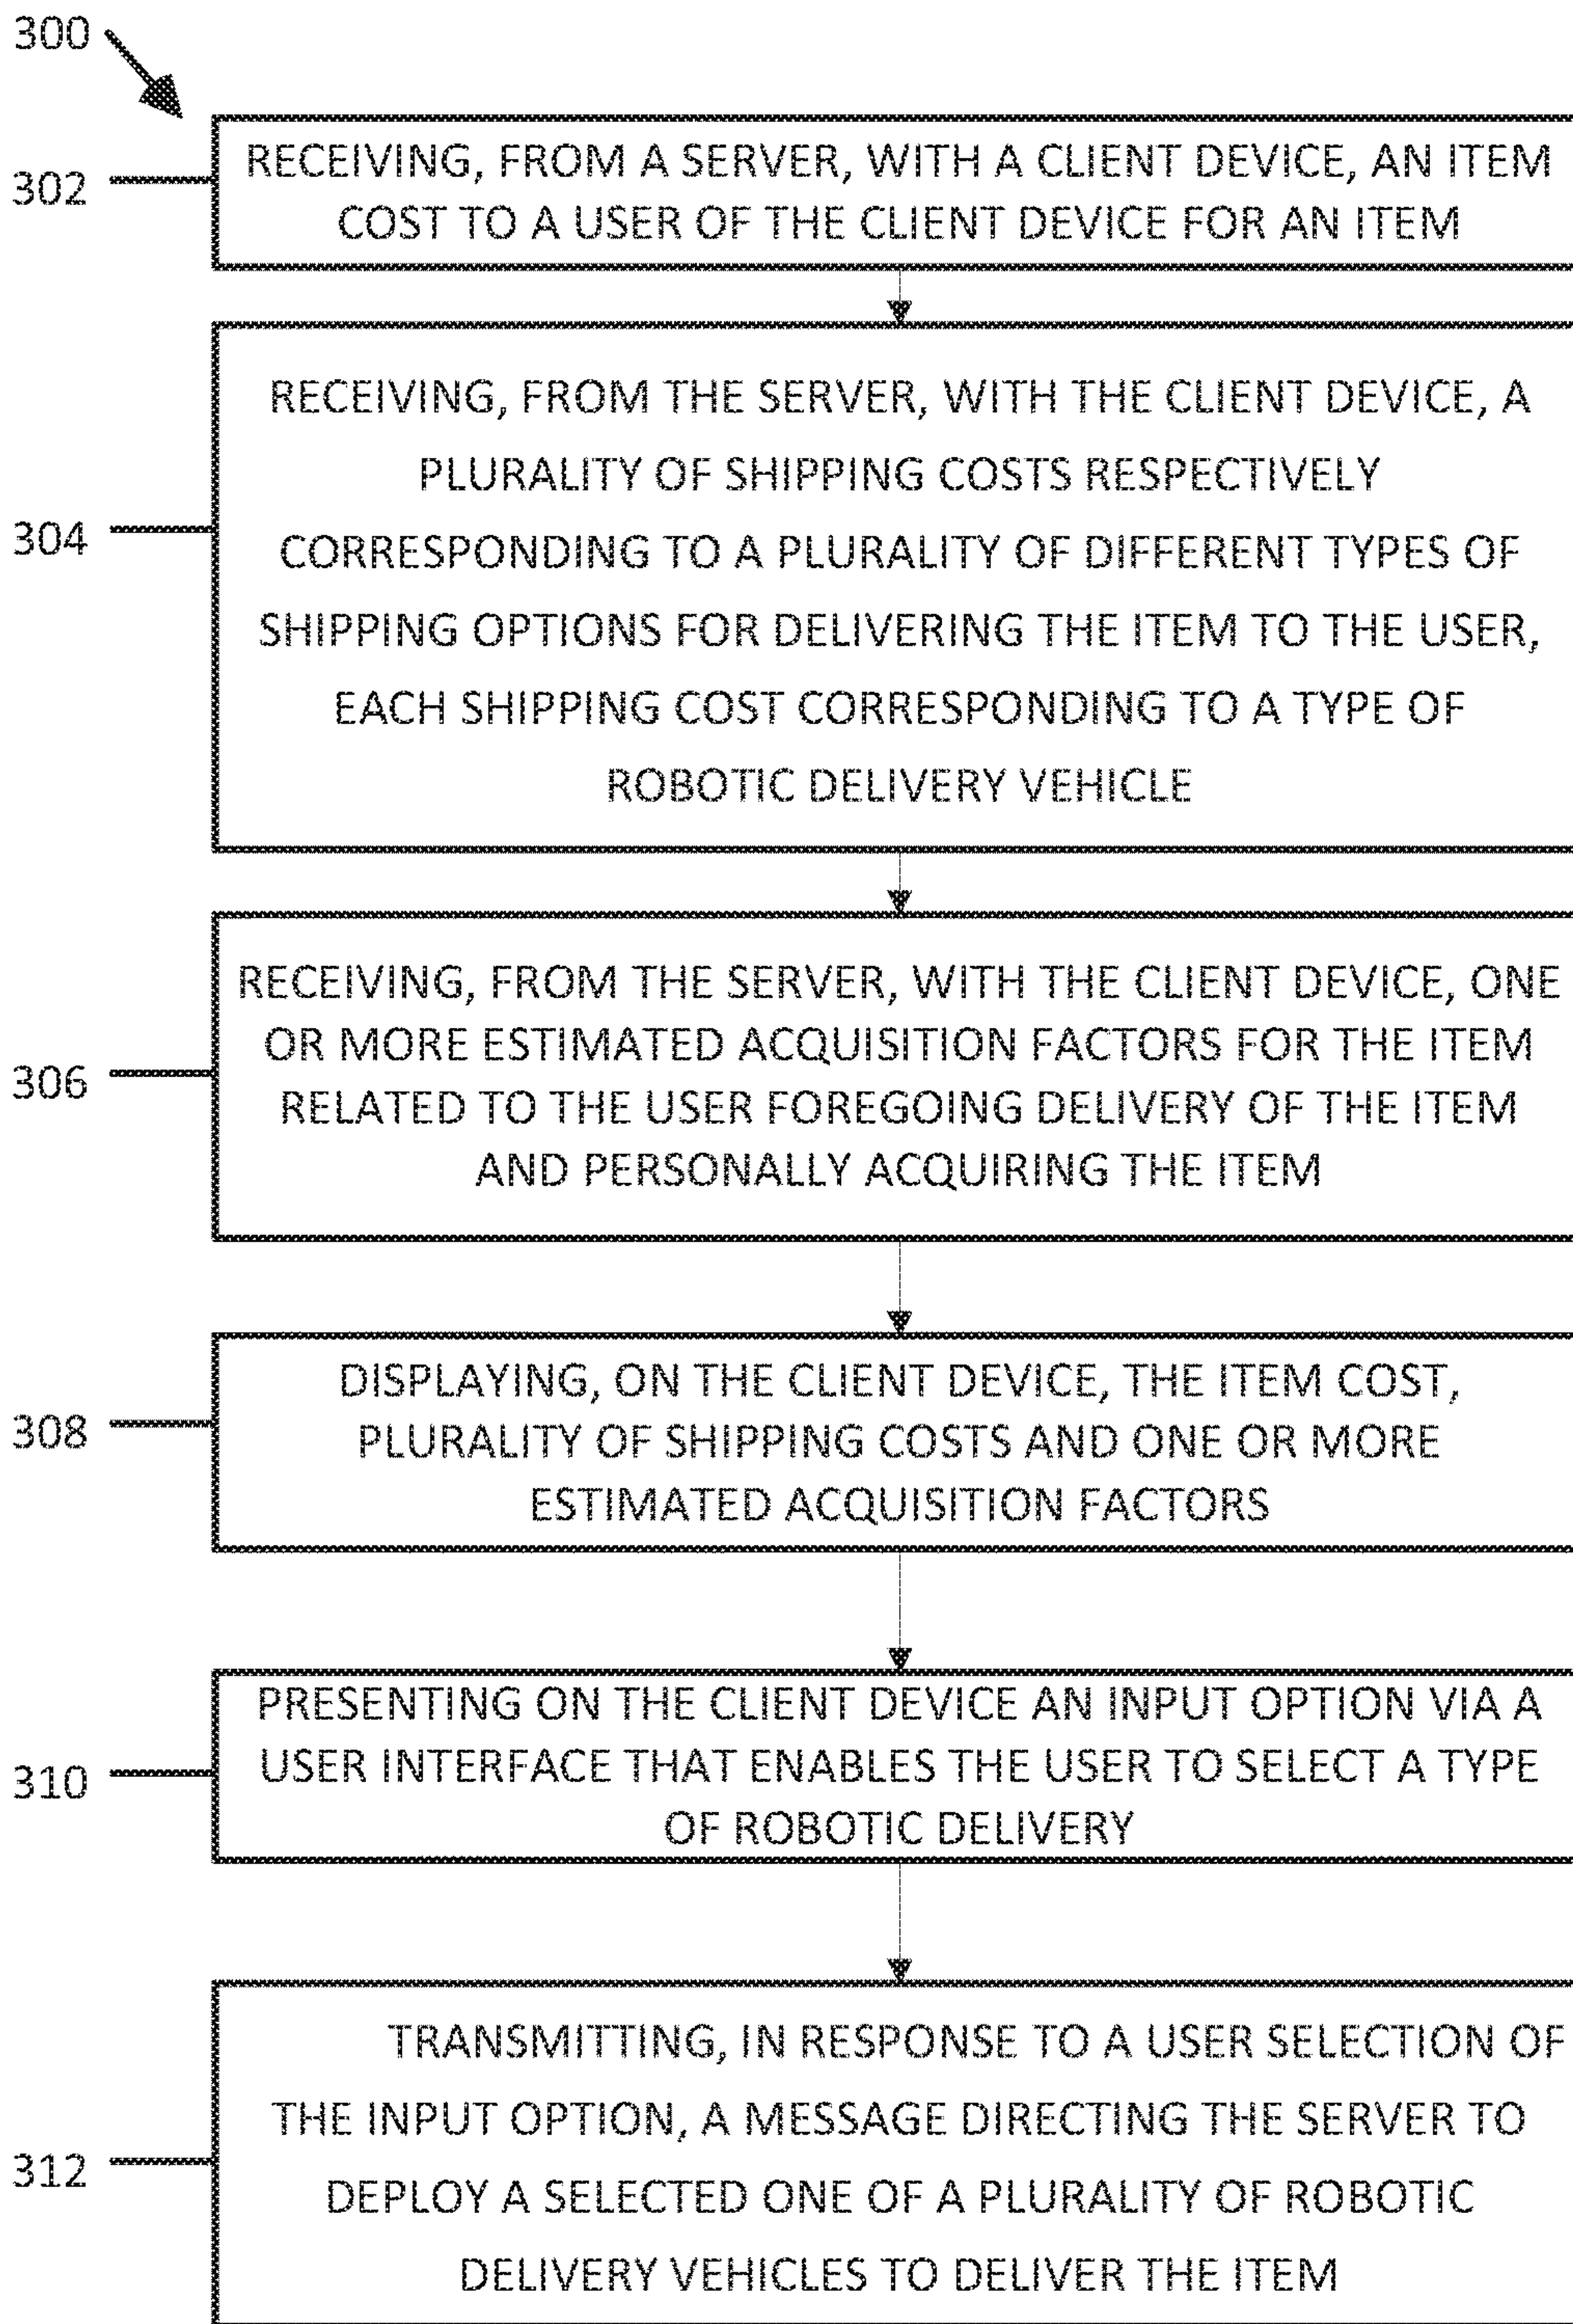 300
302
RECEIVING, FROM A SERVER, WITH A CLIENT DEVICE, AN ITEM
COST TO A USER OF THE CLIENT DEVICE FOR AN ITEM
304
RECEIVING, FROM THE SERVER, WITH THE CLIENT DEVICE, A
PLURALITY OF SHIPPING COSTS RESPECTIVELY
CORRESPONDING TO A PLURALITY OF DIFFERENT TYPES OF
SHIPPING OPTIONS FOR DELIVERING THE ITEM TO THE USER,
EACH SHIPPING COST CORRESPONDING TO A TYPE OF
ROBOTIC DELIVERY VEHICLE
306
RECEIVING, FROM THE SERVER, WITH THE CLIENT DEVICE, ONE
OR MORE ESTIMATED ACQUISITION FACTORS FOR THE ITEM
RELATED TO THE USER FOREGOING DELIVERY OF THE ITEM
AND PERSONALLY ACQUIRING THE ITEM
308
DISPLAYING, ON THE CLIENT DEVICE, THE ITEM COST,
PLURALITY OF SHIPPING COSTS AND ONE OR MORE
ESTIMATED ACQUISITION FACTORS
310
PRESENTING ON THE CLIENT DEVICE AN INPUT OPTION VIA A
USER INTERFACE THAT ENABLES THE USER TO SELECT A TYPE
OF ROBOTIC DELIVERY
312
TRANSMITTING, IN RESPONSE TO A USER SELECTION OF
THE INPUT OPTION, A MESSAGE DIRECTING THE SERVER TO
DEPLOY A SELECTED ONE OF A PLURALITY OF ROBOTIC
DELIVERY VEHICLES TO DELIVER THE ITEM